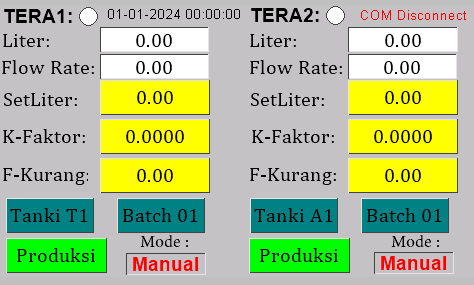 TERA1: 01-01-2024 00:00:00 TERA2: COM Disconnect
Liter: 0.00 Liter: 0.00
Flow Rate: 0.00 Flow Rate: 0.00
SetLiter: 0.00 SetLiter: 0.00
K-Faktor: 0.0000 K-Faktor: 0.0000
F-Kurang: 0.00 F-Kurang: 0.00
Tanki T1 Batch 01 Tanki A1 Batch 01
Produksi Mode : Produksi Mode :
Manual Manual